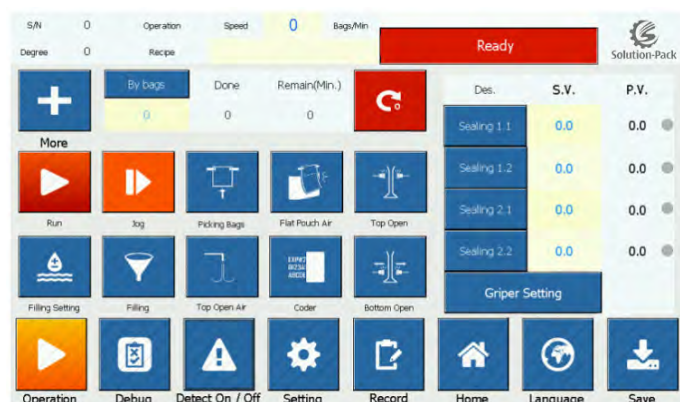 S/N 0 Operation Speed 0 Bags/Min
Ready
Degree 0 Recipe
Solution-Pack
By bags Done Remain(Min.)
0 0 0
More
Des. S.V. P.V.
Sealing 1.1 0.0 0.0
Sealing 1.2 0.0 0.0
Sealing 2.1 0.0 0.0
Sealing 2.2 0.0 0.0
Griper Setting
Run Jog Picking Bags Flat Pouch Air Top Open
Filling Setting Filling Top Open Air Coder Bottom Open
Operation Debug Detect On / Off Setting Record Home Language Save